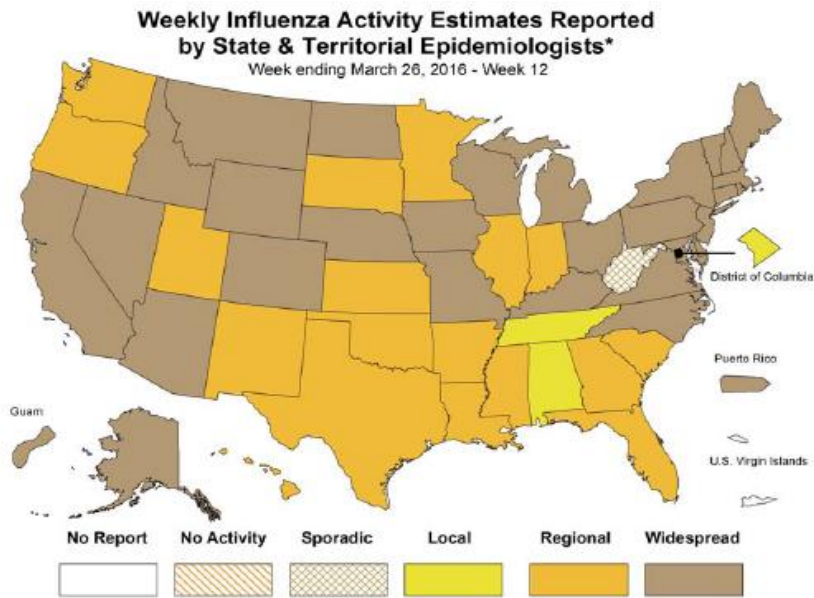 Weekly Influenza Activity Estimates Reported
by State & Territorial Epidemiologists*
Week ending March 26, 2016 - Week 12
District of Columbia
Puerto Rico
Guam
U.S. Virgin Islands
No Report
No Activity
Sporadic
Local
Regional
Widespread